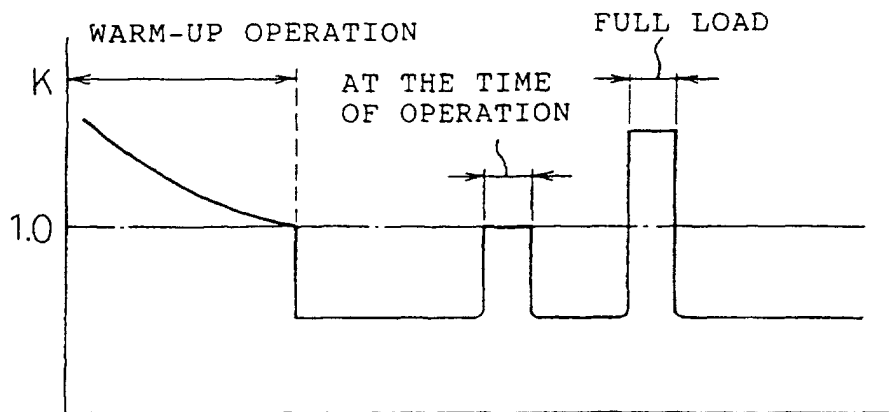 WARM-UP OPERATION
FULL LOAD
K
AT THE TIME
OF OPERATION
1.0